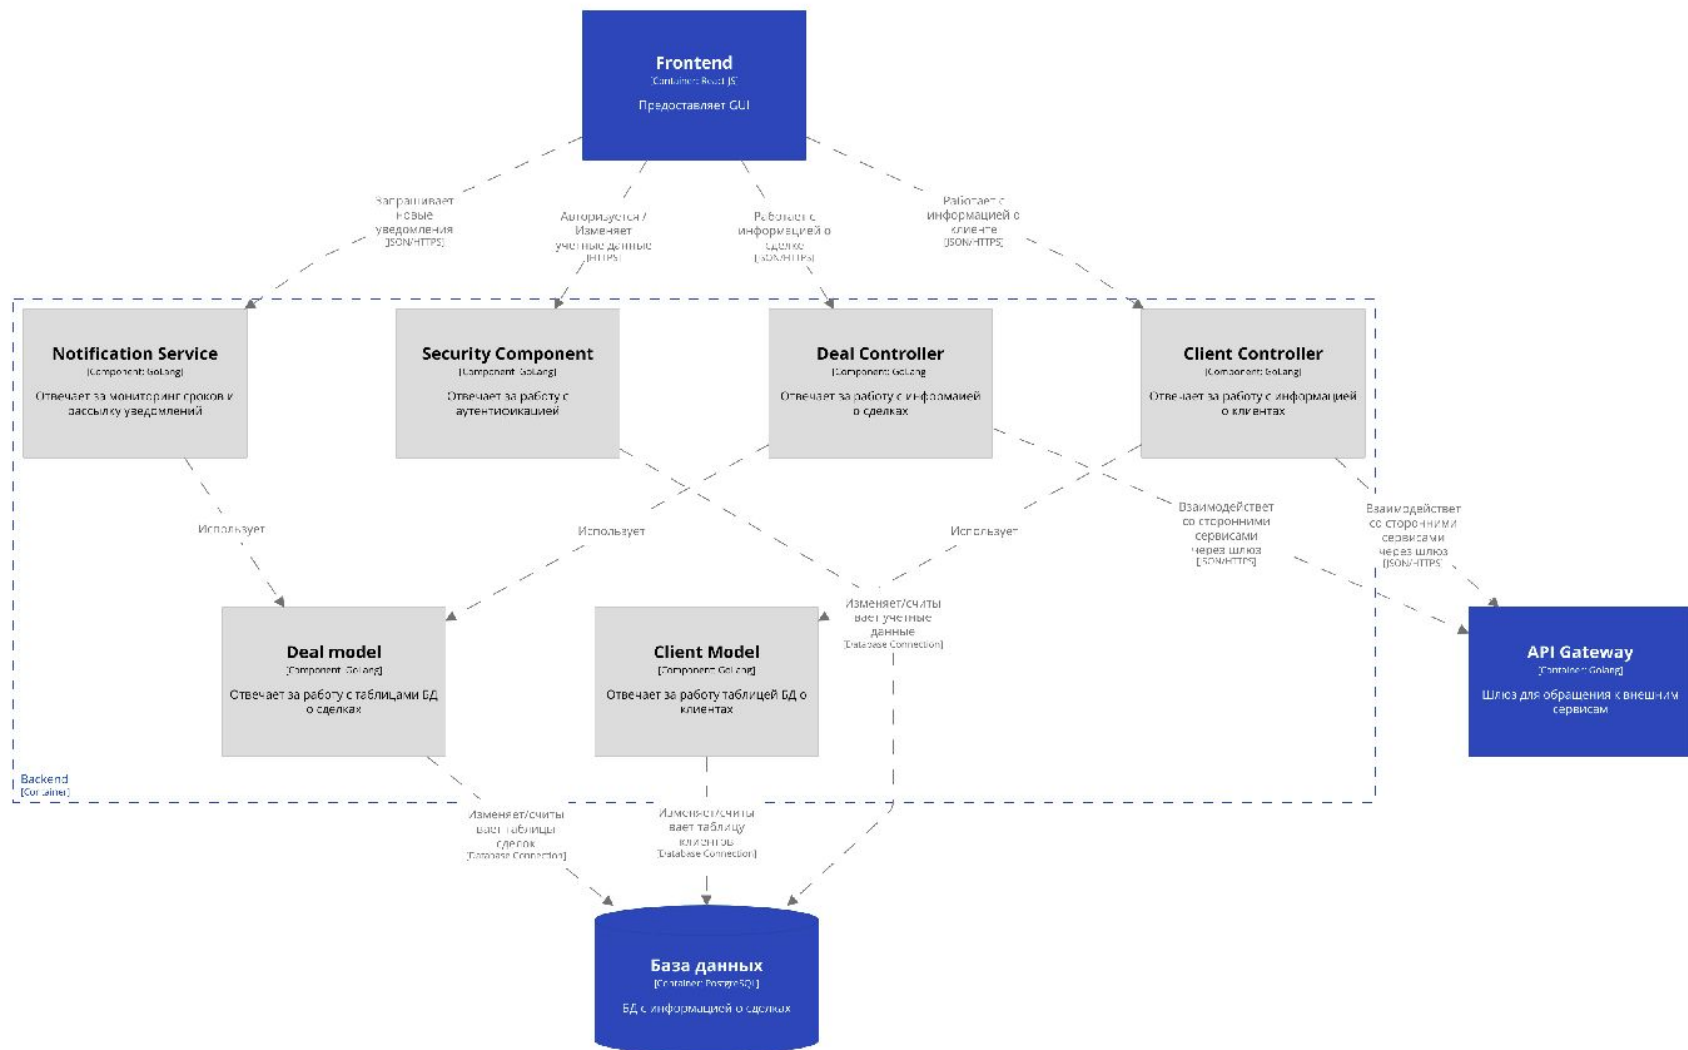 Frontend
[Container: React JS]
Предоставляет GUI
Запрашивает
новые
уведомления
[JSON/HTTPS]
Авторизуется /
Изменяет
учетные данные
[HTTPS]
Работает с
информацией о
сделке
[JSON/HTTPS]
Работает с
информацией о
клиенте
[JSON/HTTPS]
Notification Service
[Component: GoLang]
Отвечает за мониторинг сроков и
рассылку уведомлений
Security Component
[Component: GoLang]
Отвечает за работу с
аутентификацией
Deal Controller
[Component: GoLang
Отвечает за работу с информаией
о сделках
Client Controller
[Component: GoLang]
Отвечает за работу с информацией
о клиентах
Использует
Использует
Использует
Взаимодействет
со сторонними
сервисами
через шлюз
[JSON/HTTPS]
Взаимодействет
со сторонними
сервисами
через шлюз
[JSON/HTTPS]
Deal model
[Component: GoLang]
Отвечает за работу с таблицами БД
о сделках
Client Model
[Component: GoLang]
Отвечает за работу таблицей БД о
клиентах
Изменяет/считы
вает учетные
данные
[Database Connection]
API Gateway
[Container: Golang]
Шлюз для обращения к внешним
сервисам
Backend
[Container]
Изменяет/считы
вает таблицы
сделок
[Database Connection]
Изменяет/считы
вает таблицу
клиентов
[Database Connection]
База данных
[Container: PostgreSQL]
БД с информацией о сделках